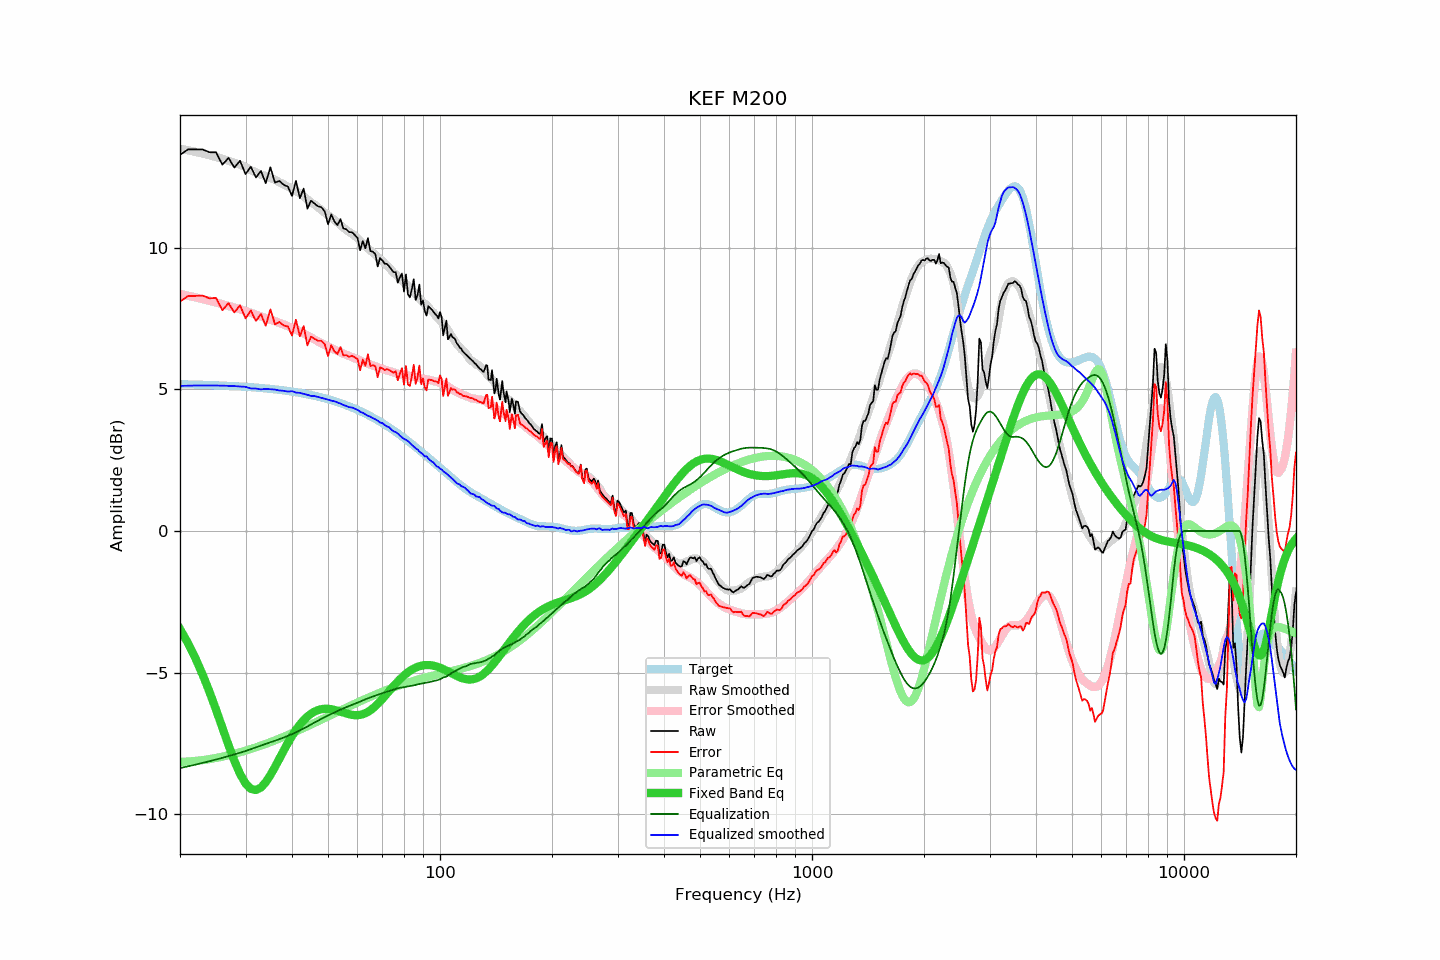 KEF M200
Amplitude (dBr)
10
5
0
−5
−10
Target
Raw Smoothed
Error Smoothed
Raw
Error
Parametric Eq
Fixed Band Eq
Equalization
Equalized smoothed
100
1000
10000
Frequency (Hz)